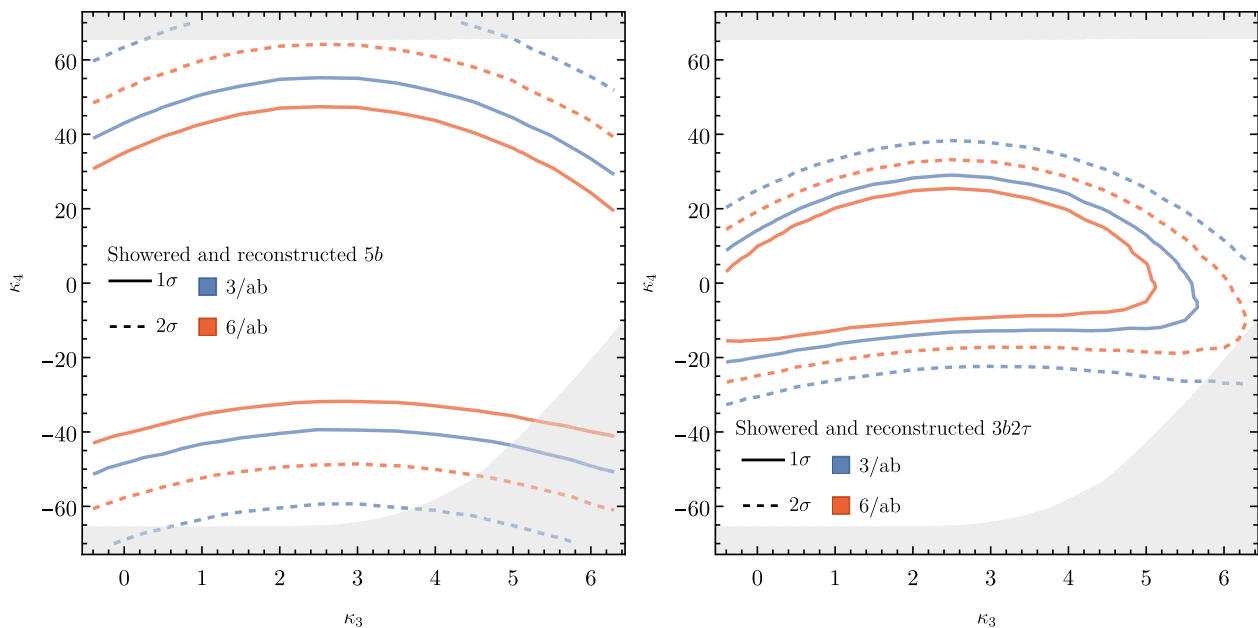 60
40
20
0
−20
−40
−60
κ4
Showered and reconstructed 5b
1σ 3/ab
2σ 6/ab
0 1 2 3 4 5 6
κ3
60
40
20
0
−20
−40
−60
κ4
Showered and reconstructed 3b2τ
1σ 3/ab
2σ 6/ab
0 1 2 3 4 5 6
κ3